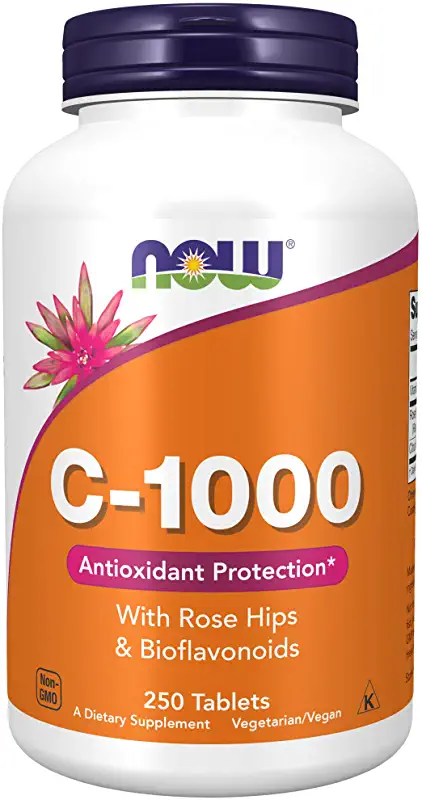 NOW®
C-1000
Antioxidant Protection*
With Rose Hips
& Bioflavonoids
250 Tablets
Non-
GMO
A Dietary Supplement Vegetarian/Vegan
K